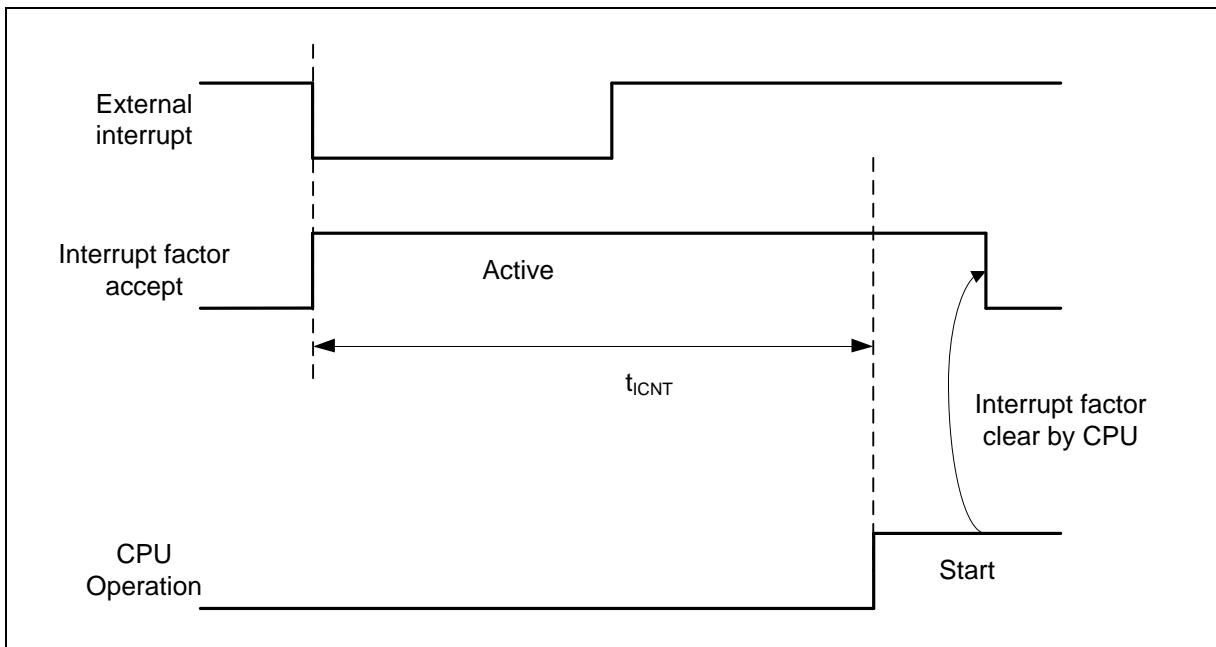 External
interrupt
Interrupt factor
accept
Active
tICNT
Interrupt factor
clear by CPU
CPU
Operation
Start